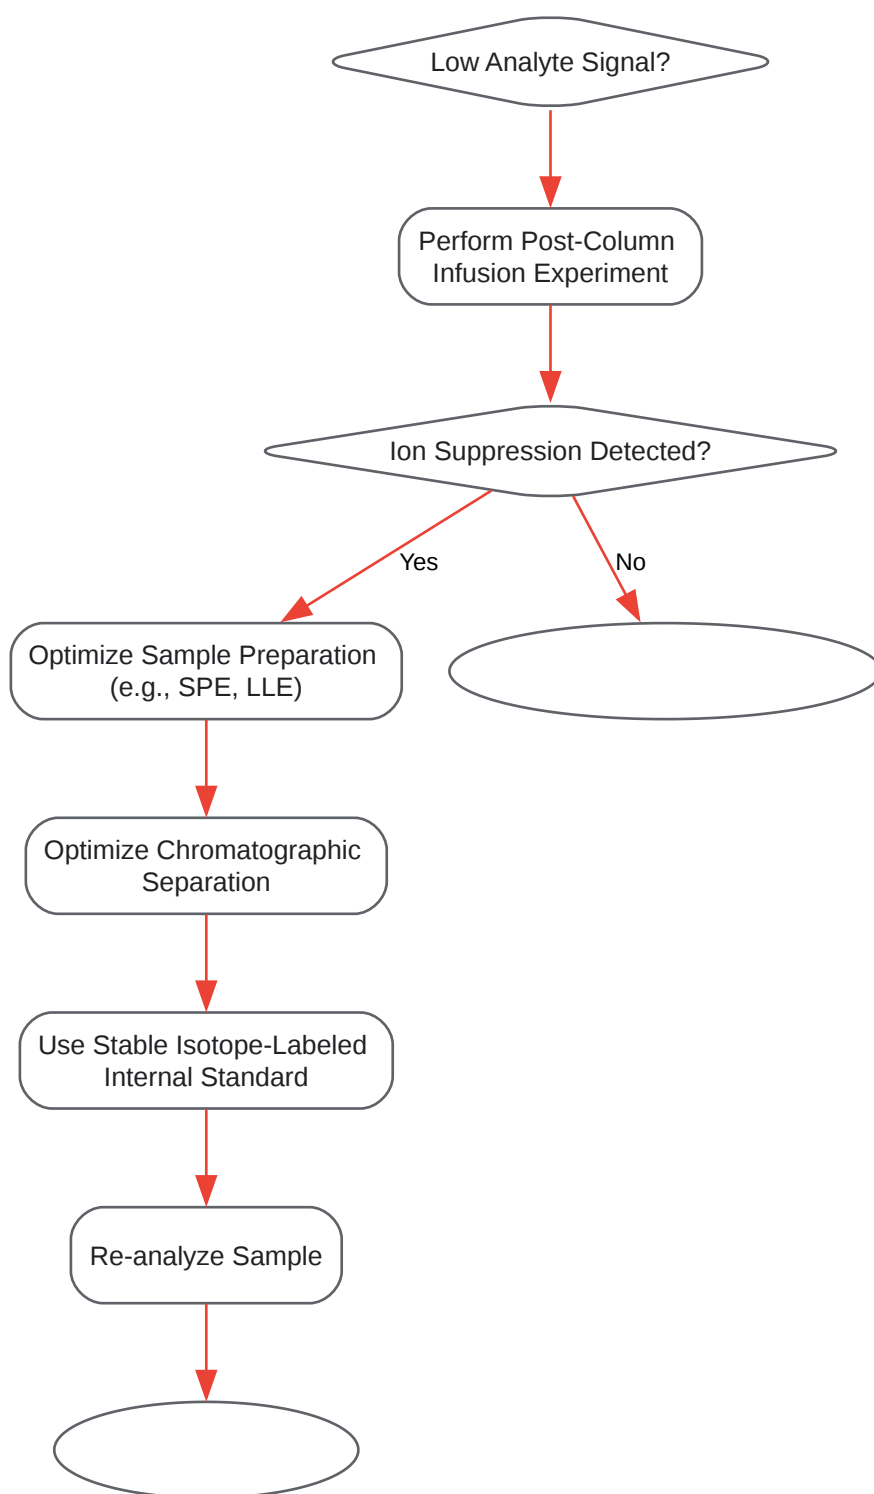 Low Analyte Signal?
Perform Post-Column
Infusion Experiment
Ion Suppression Detected?
Yes
No
Optimize Sample Preparation
(e.g., SPE, LLE)
Optimize Chromatographic
Separation
Use Stable Isotope-Labeled
Internal Standard
Re-analyze Sample